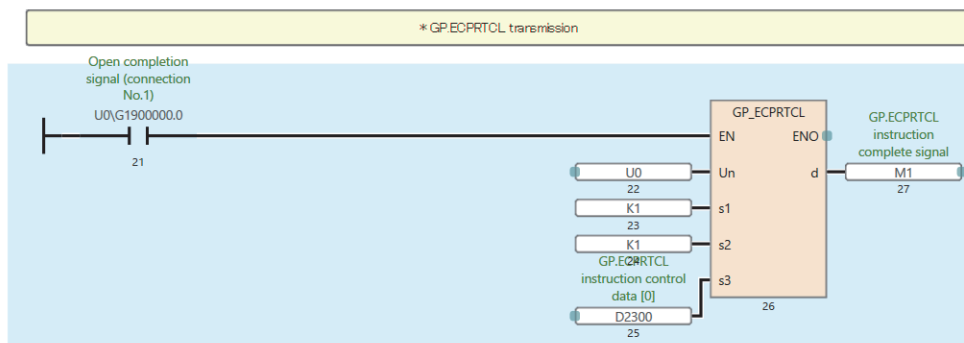 * GP.ECPRTCL transmission
Open completion
signal (connection
No.1)
U0\G1900000.0
21
GP_ECPRTCL
EN
ENO
GP.ECPRTCL
instruction
complete signal
U0
Un
d
M1
22
27
K1
s1
23
K1
s2
24
GP.ECPRTCL
instruction control
data [0]
s3
D2300
26
25